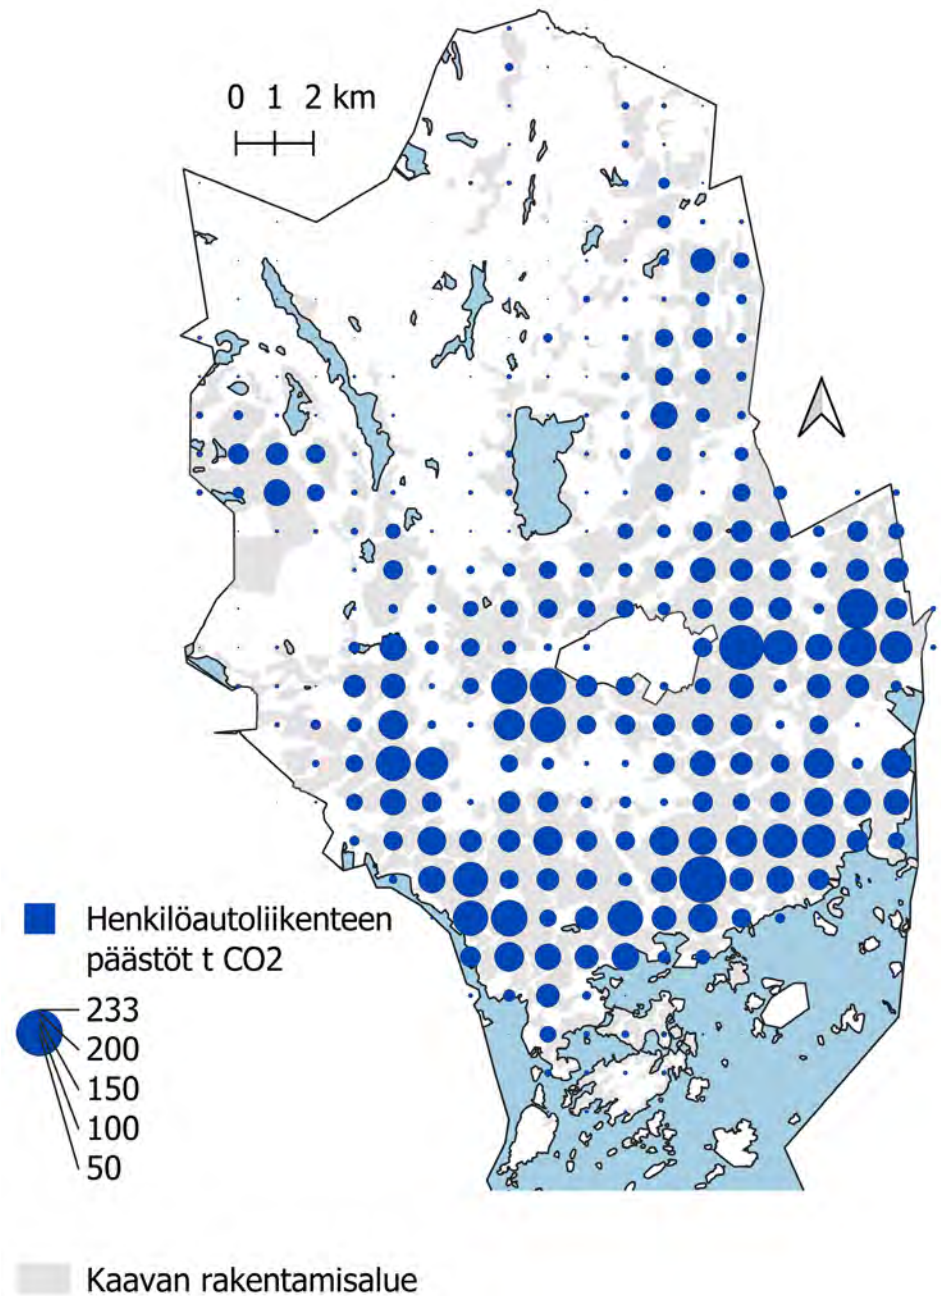 0 1 2 km
Henkilöautoliikenteen
päästöt t CO2
233
200
150
100
50
Kaavan rakentamisalue